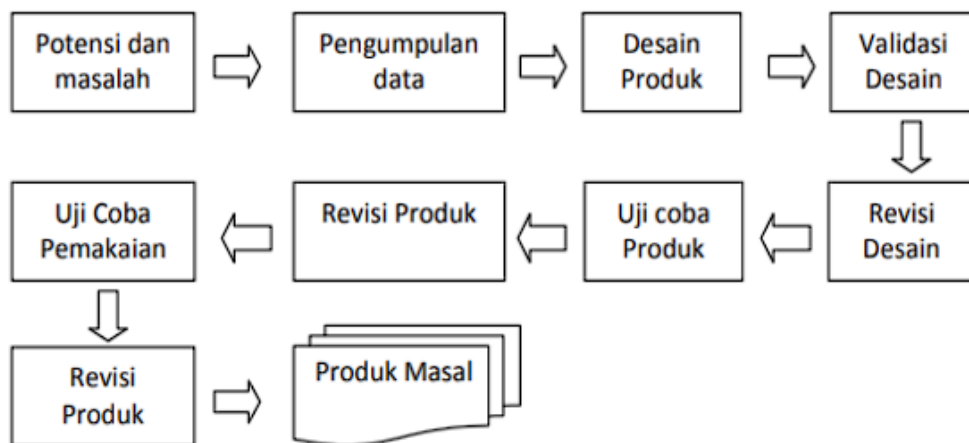 Potensi dan
masalah
Pengumpulan
data
Desain
Produk
Validasi
Desain
Revisi
Desain
Uji coba
Produk
Revisi Produk
Uji Coba
Pemakaian
Revisi
Produk
Produk Masal